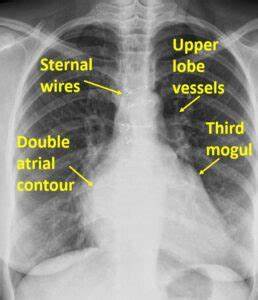 Sternal
wires
Upper
lobe
vessels
Double
atrial
contour
Third
mogul